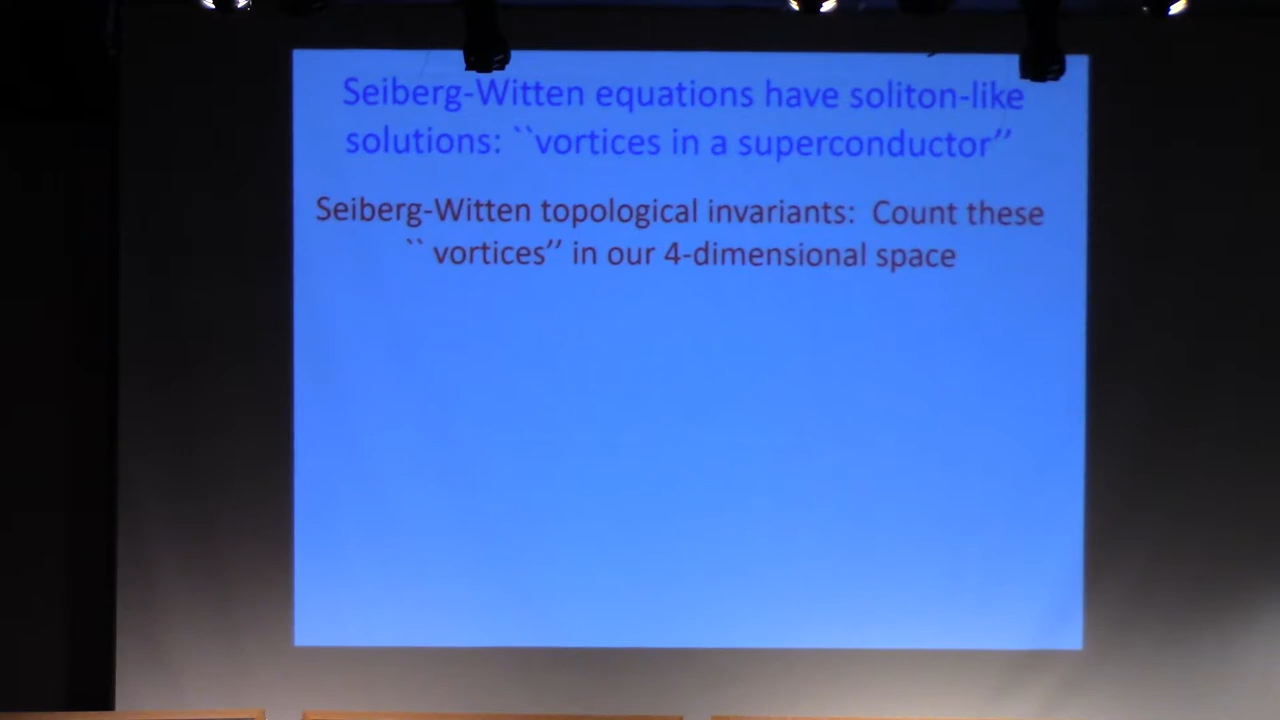 Seiberg-Witten equations have soliton-like
solutions: ``vortices in a superconductor’’
Seiberg-Witten topological invariants: Count these
`` vortices’’ in our 4-dimensional space